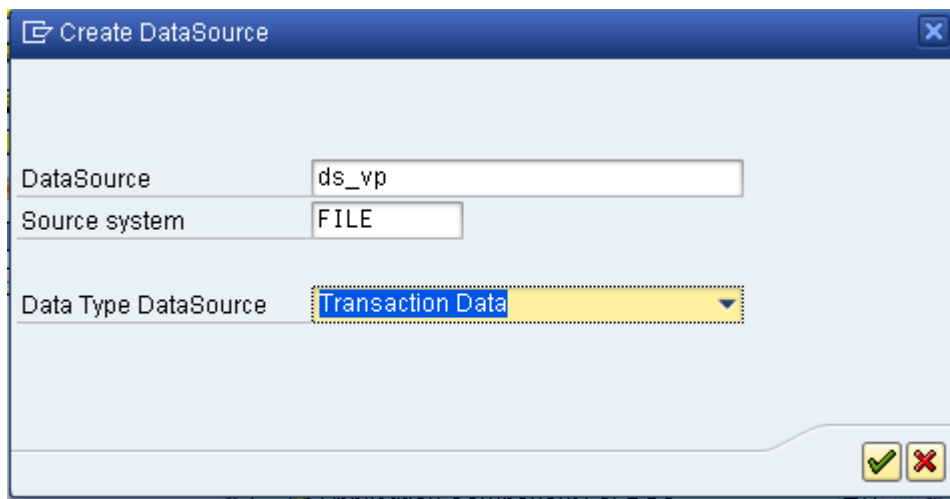 Create DataSource
DataSource ds_vp
Source system FILE
Data Type DataSource Transaction Data